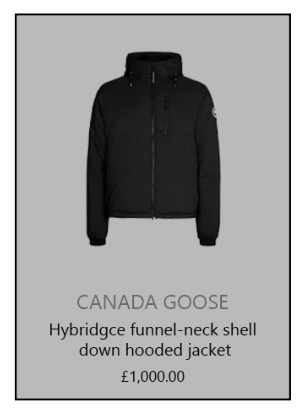 CANADA GOOSE
Hybridgce funnel-neck shell
down hooded jacket
£1,000.00